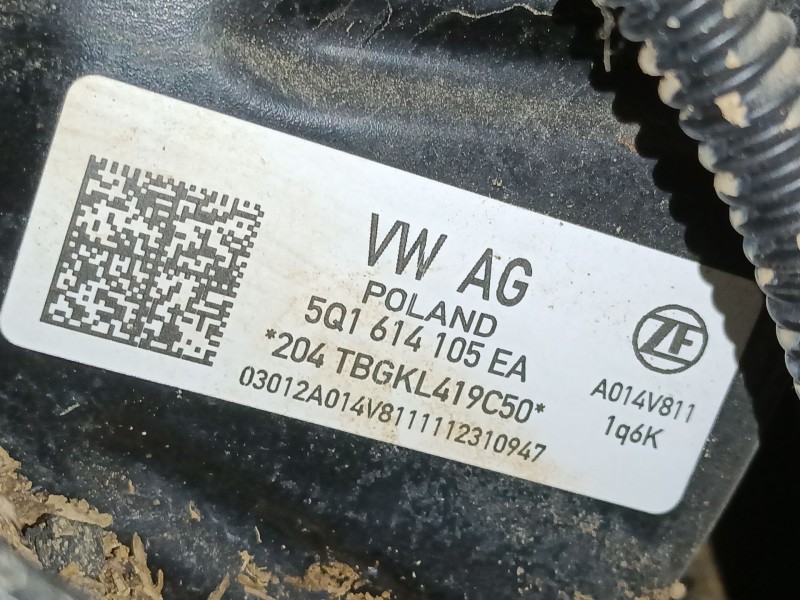 VW AG
POLAND
5Q1 614 105 EA
*204 TBGKL419C50*
03012A014V8111112310947
ZF
A014V811
1q6K